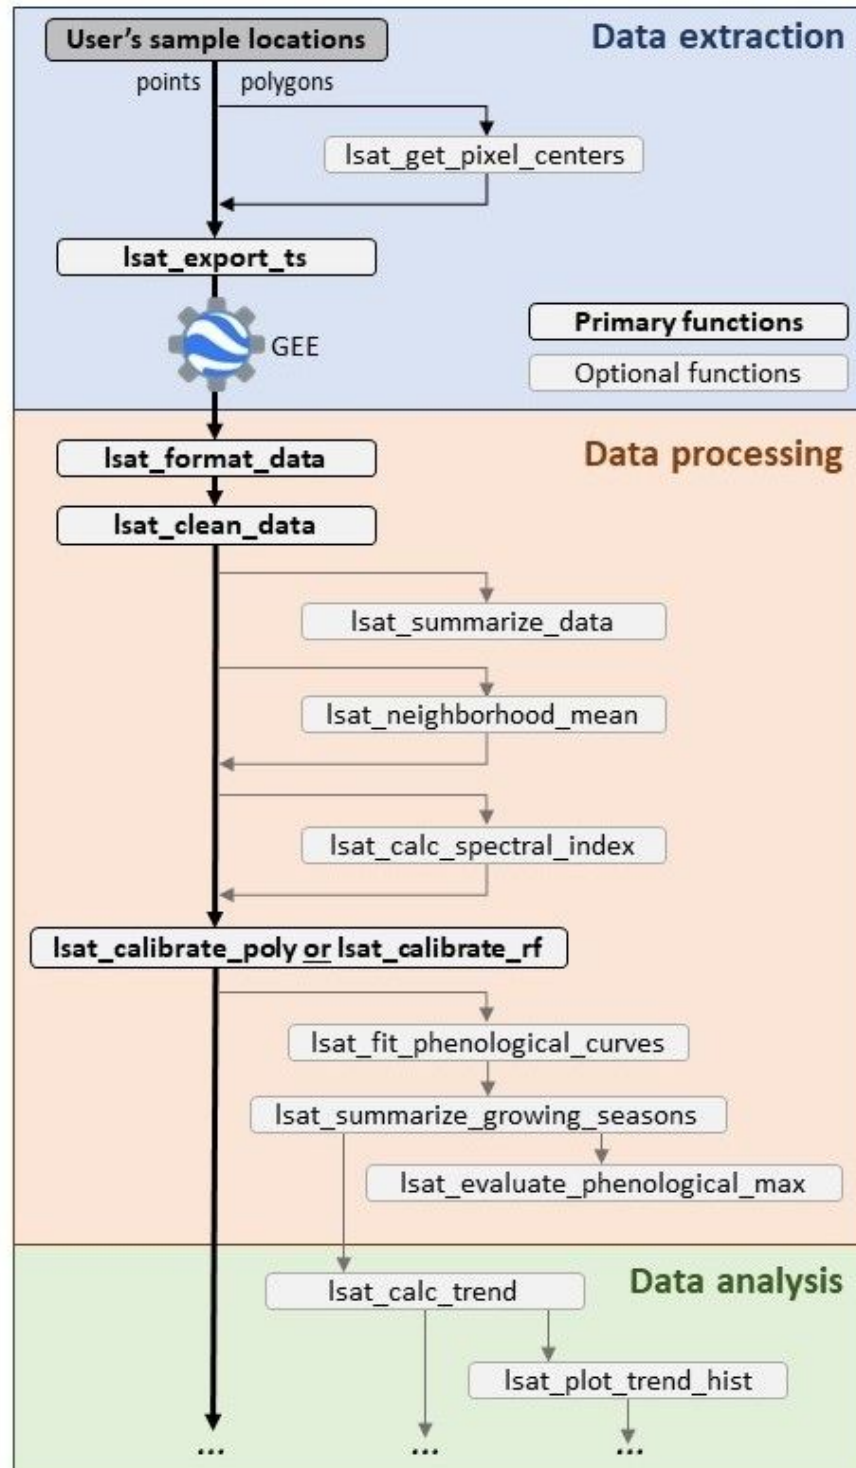 User's sample locations
Data extraction
points
polygons
lsat_get_pixel_centers
lsat_export_ts
GEE
Primary functions
Optional functions
lsat_format_data
Data processing
lsat_clean_data
lsat_summarize_data
lsat_neighborhood_mean
lsat_calc_spectral_index
lsat_calibrate_poly or lsat_calibrate_rf
lsat_fit_phenological_curves
lsat_summarize_growing_seasons
lsat_evaluate_phenological_max
Data analysis
lsat_calc_trend
lsat_plot_trend_hist
... ... ...